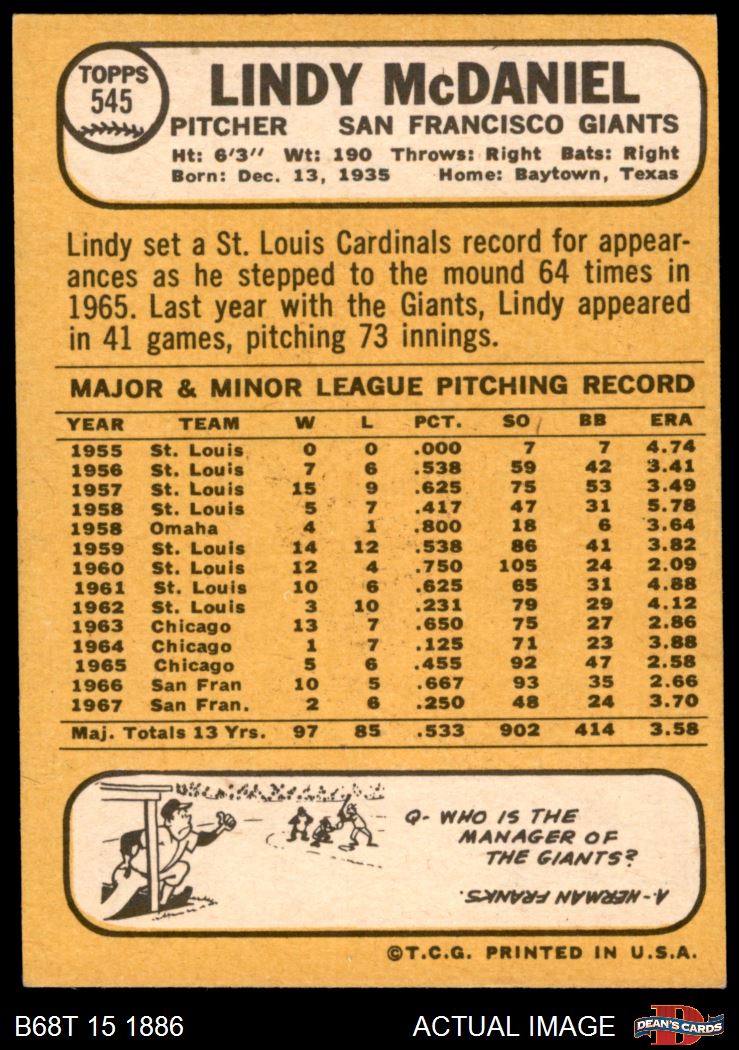 TOPPS
545
LINDY McDANIEL
PITCHER SAN FRANCISCO GIANTS
Ht: 6'3" Wt: 190 Throws: Right Bats: Right
Born: Dec. 13, 1935 Home: Baytown, Texas
Lindy set a St. Louis Cardinals record for appear-
ances as he stepped to the mound 64 times in
1965. Last year with the Giants, Lindy appeared
in 41 games, pitching 73 innings.
MAJOR & MINOR LEAGUE PITCHING RECORD
YEAR TEAM W L PCT. SO BB ERA
1955 St. Louis 0 0 .000 7 7 4.74
1956 St. Louis 7 6 .538 59 42 3.41
1957 St. Louis 15 9 .625 75 53 3.49
1958 St. Louis 5 7 .417 47 31 5.78
1958 Omaha 4 1 .800 18 6 3.64
1959 St. Louis 14 12 .538 86 41 3.82
1960 St. Louis 12 4 .750 105 24 2.09
1961 St. Louis 10 6 .625 65 31 4.88
1962 St. Louis 3 10 .231 79 29 4.12
1963 Chicago 13 7 .650 75 27 2.86
1964 Chicago 1 7 .125 71 23 3.88
1965 Chicago 5 6 .455 92 47 2.58
1966 San Fran 10 5 .667 93 35 2.66
1967 San Fran. 2 6 .250 48 24 3.70
Maj. Totals 13 Yrs. 97 85 .533 902 414 3.58
Q- WHO IS THE
MANAGER OF
THE GIANTS?
A- HERMAN FRANKS.
©T.C.G. PRINTED IN U.S.A.
B68T 15 1886 ACTUAL IMAGE
D
DEAN'S CARDS